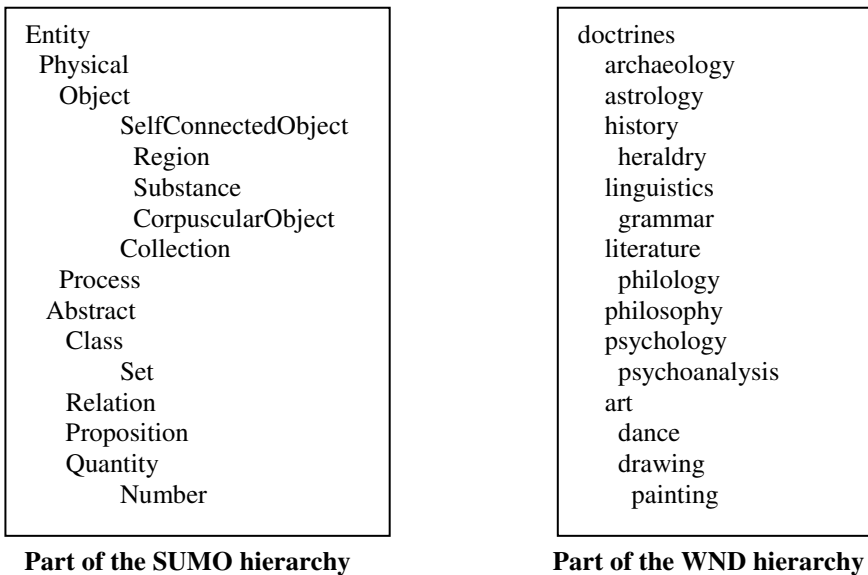 Entity
Physical
Object
SelfConnectedObject
Region
Substance
CorpuscularObject
Collection
Process
Abstract
Class
Set
Relation
Proposition
Quantity
Number
Part of the SUMO hierarchy
doctrines
archaeology
astrology
history
heraldry
linguistics
grammar
literature
philology
philosophy
psychology
psychoanalysis
art
dance
drawing
painting
Part of the WND hierarchy